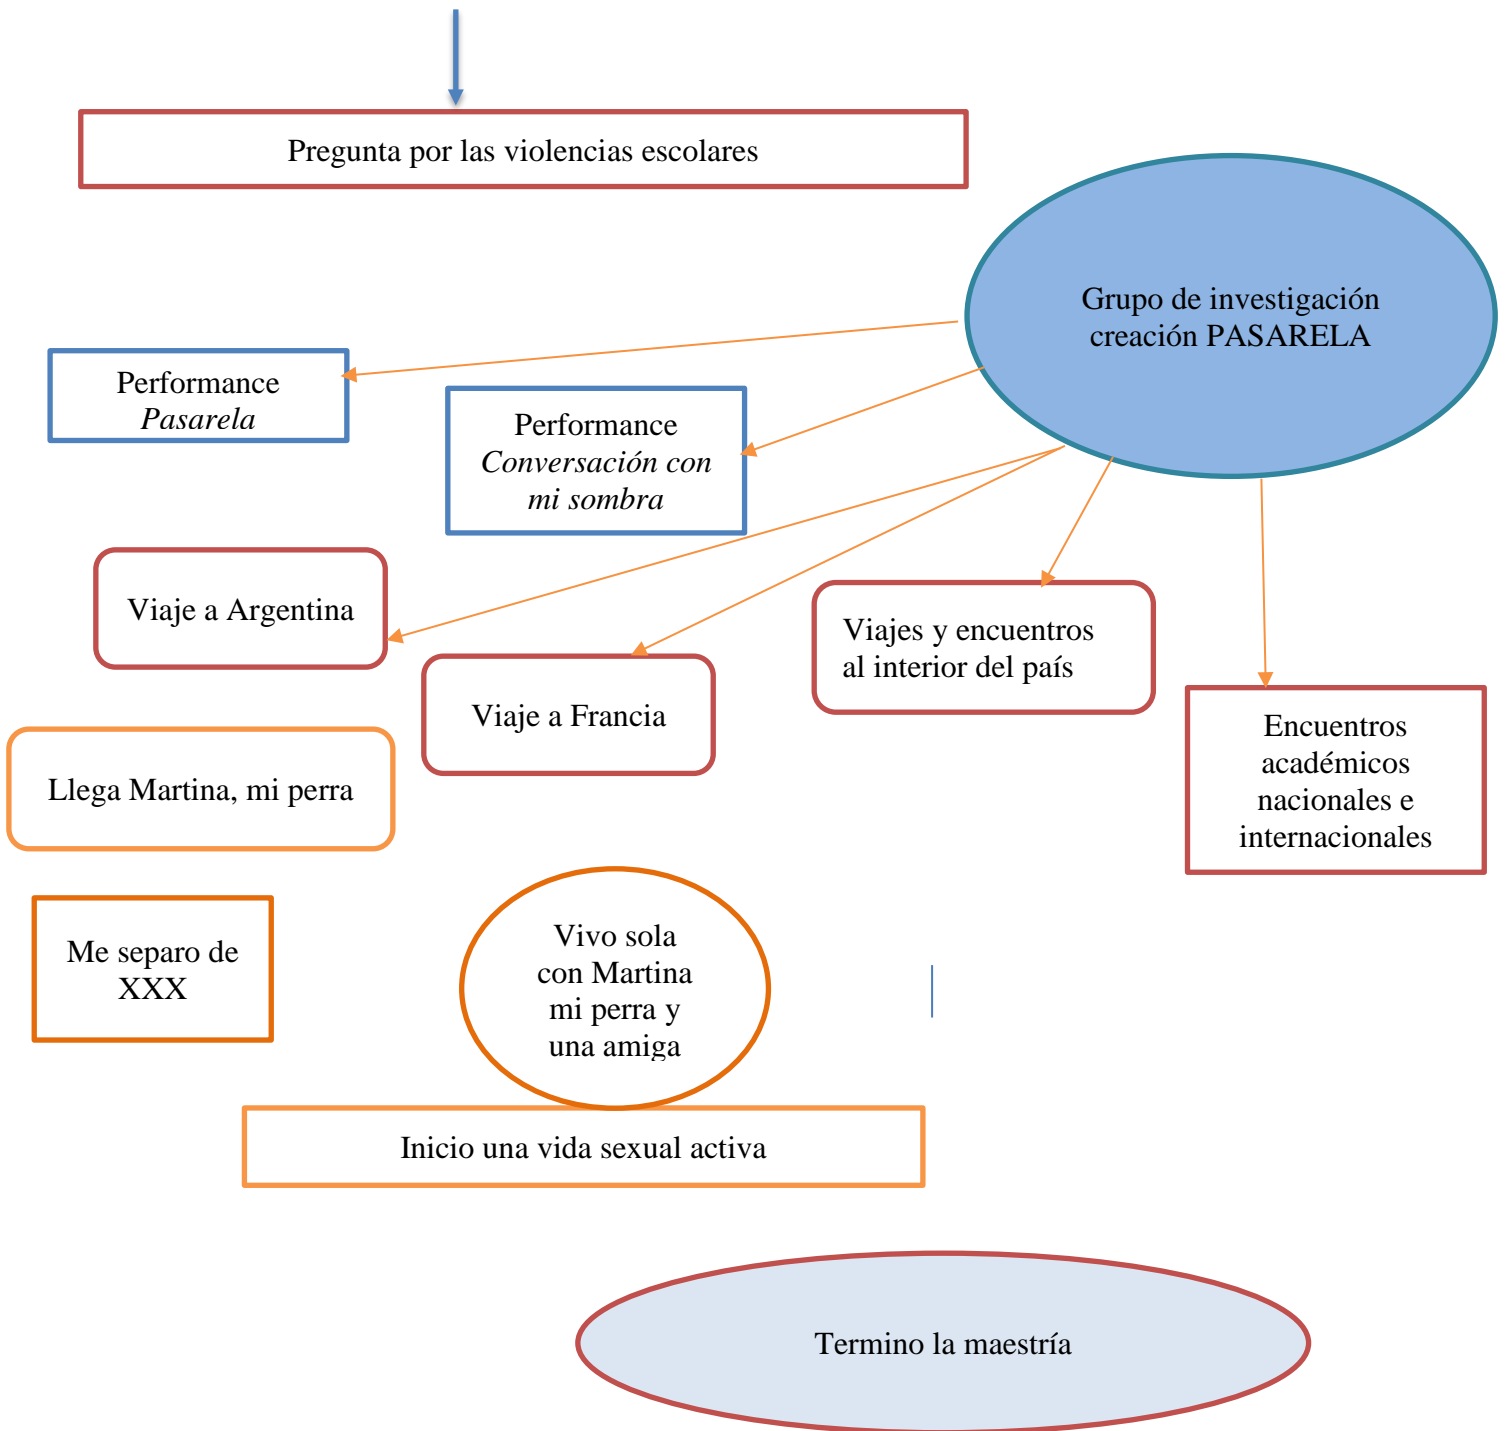 Pregunta por las violencias escolares
Grupo de investigación
creación PASARELA
Performance
Pasarela
Performance
Conversación con
mi sombra
Viaje a Argentina
Viajes y encuentros
al interior del país
Viaje a Francia
Encuentros
académicos
nacionales e
internacionales
Llega Martina, mi perra
Me separo de
XXX
Vivo sola
con Martina
mi perra y
una amiga
Inicio una vida sexual activa
Termino la maestría